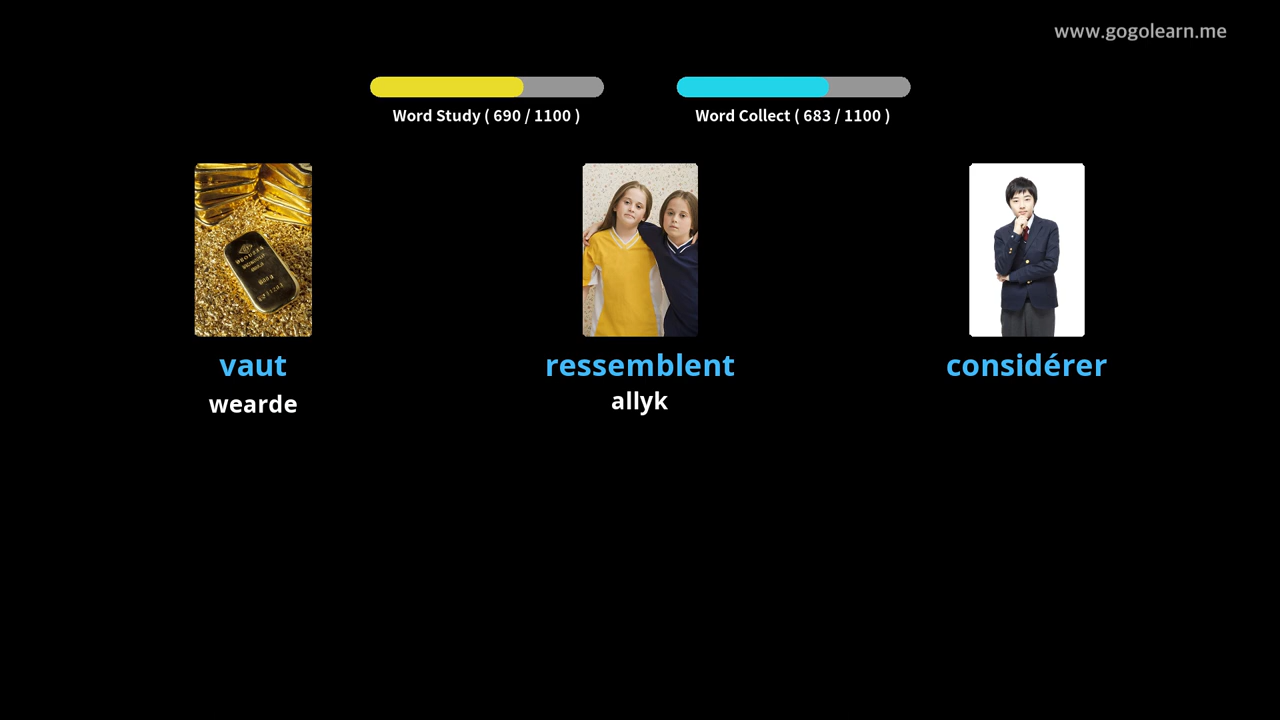 www.gogolearn.me
Word Study ( 690 / 1100 )
Word Collect ( 683 / 1100 )
vaut
ressemblent
considérer
wearde
allyk